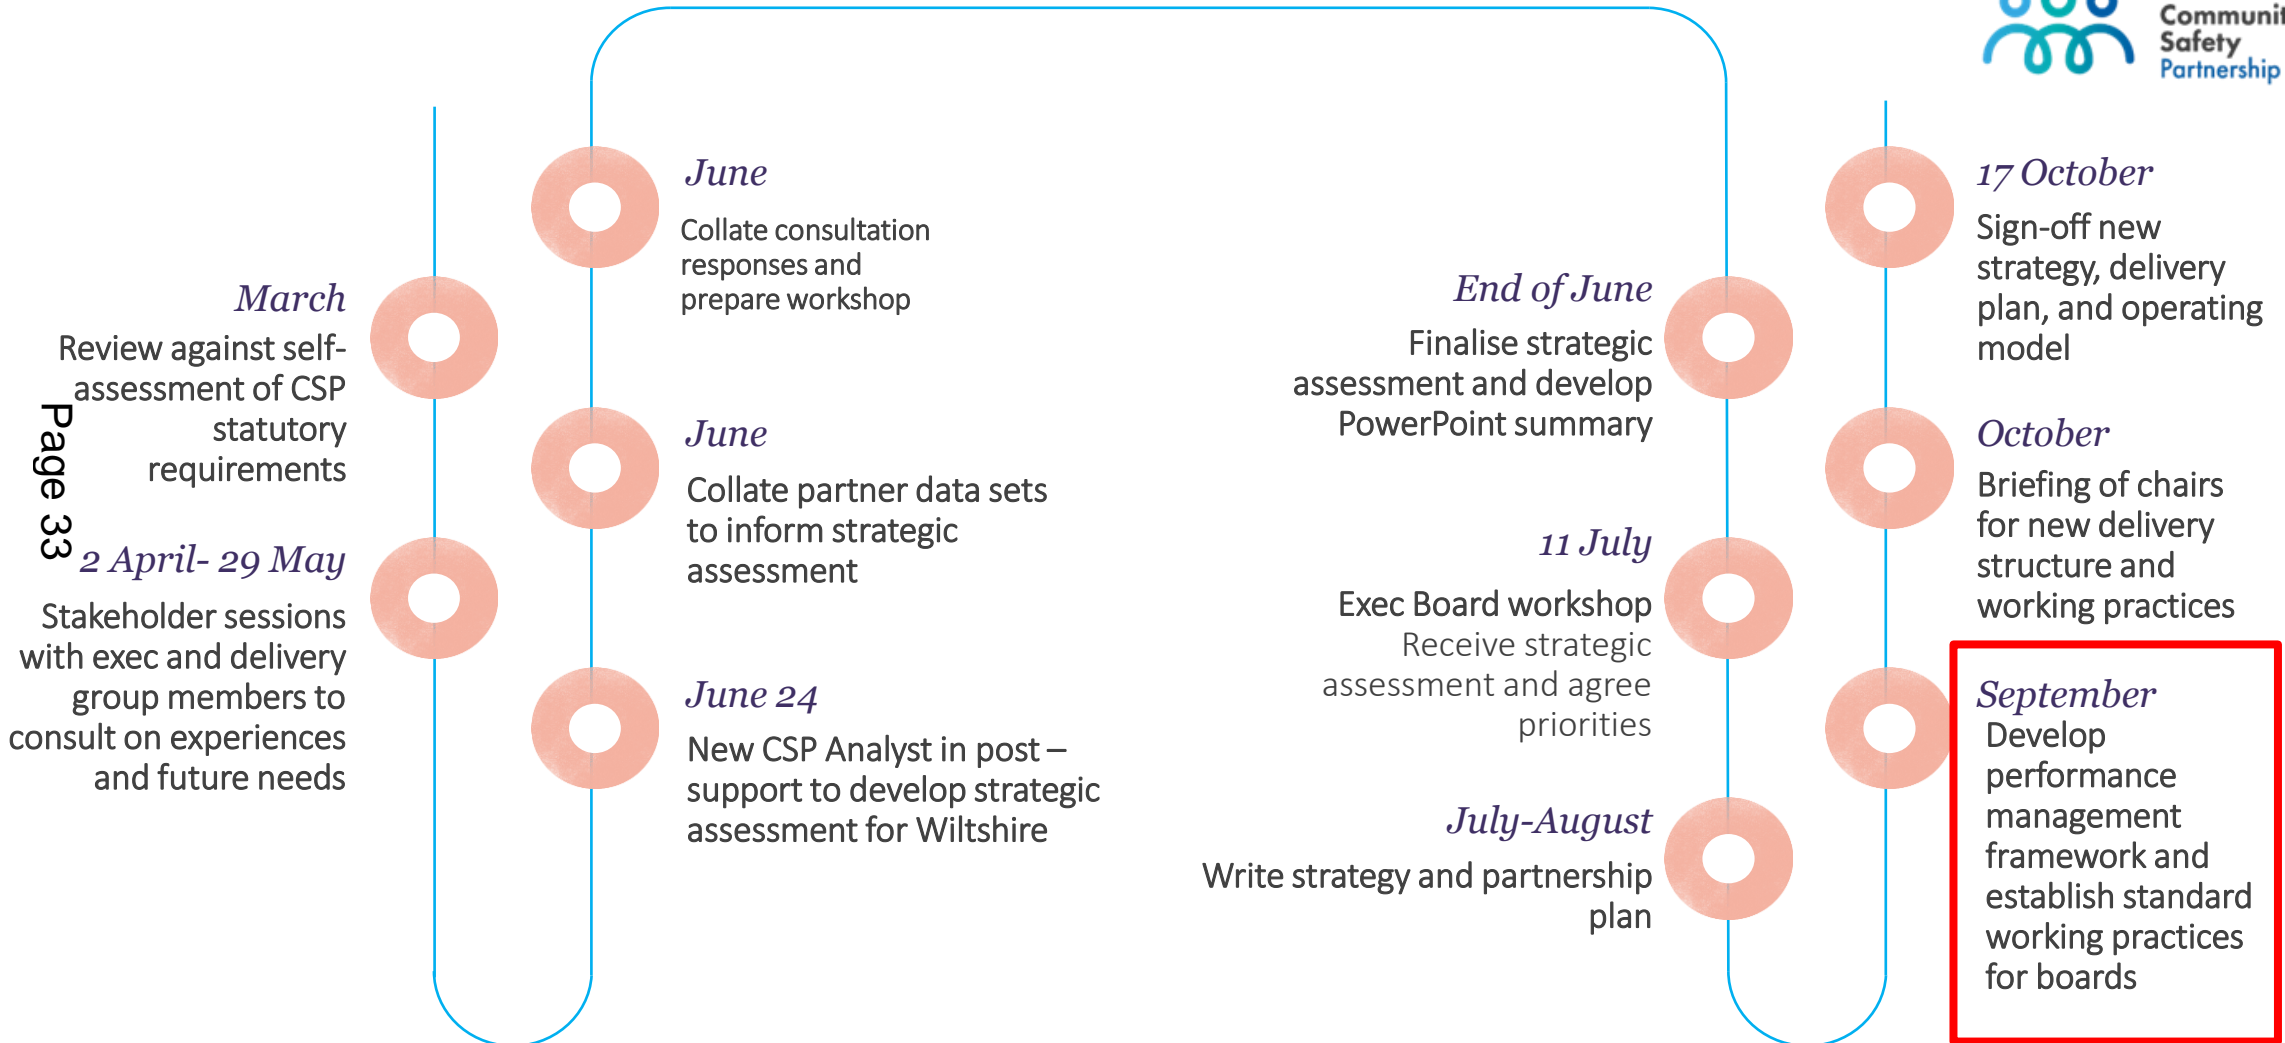 Communit
Safety
Partnership
Page 33
March
Review against self-
assessment of CSP
statutory
requirements
2 April- 29 May
Stakeholder sessions
with exec and delivery
group members to
consult on experiences
and future needs
June
Collate consultation
responses and
prepare workshop
June
Collate partner data sets
to inform strategic
assessment
June 24
New CSP Analyst in post –
support to develop strategic
assessment for Wiltshire
End of June
Finalise strategic
assessment and develop
PowerPoint summary
11 July
Exec Board workshop
Receive strategic
assessment and agree
priorities
July-August
Write strategy and partnership
plan
17 October
Sign-off new
strategy, delivery
plan, and operating
model
October
Briefing of chairs
for new delivery
structure and
working practices
September
Develop
performance
management
framework and
establish standard
working practices
for boards